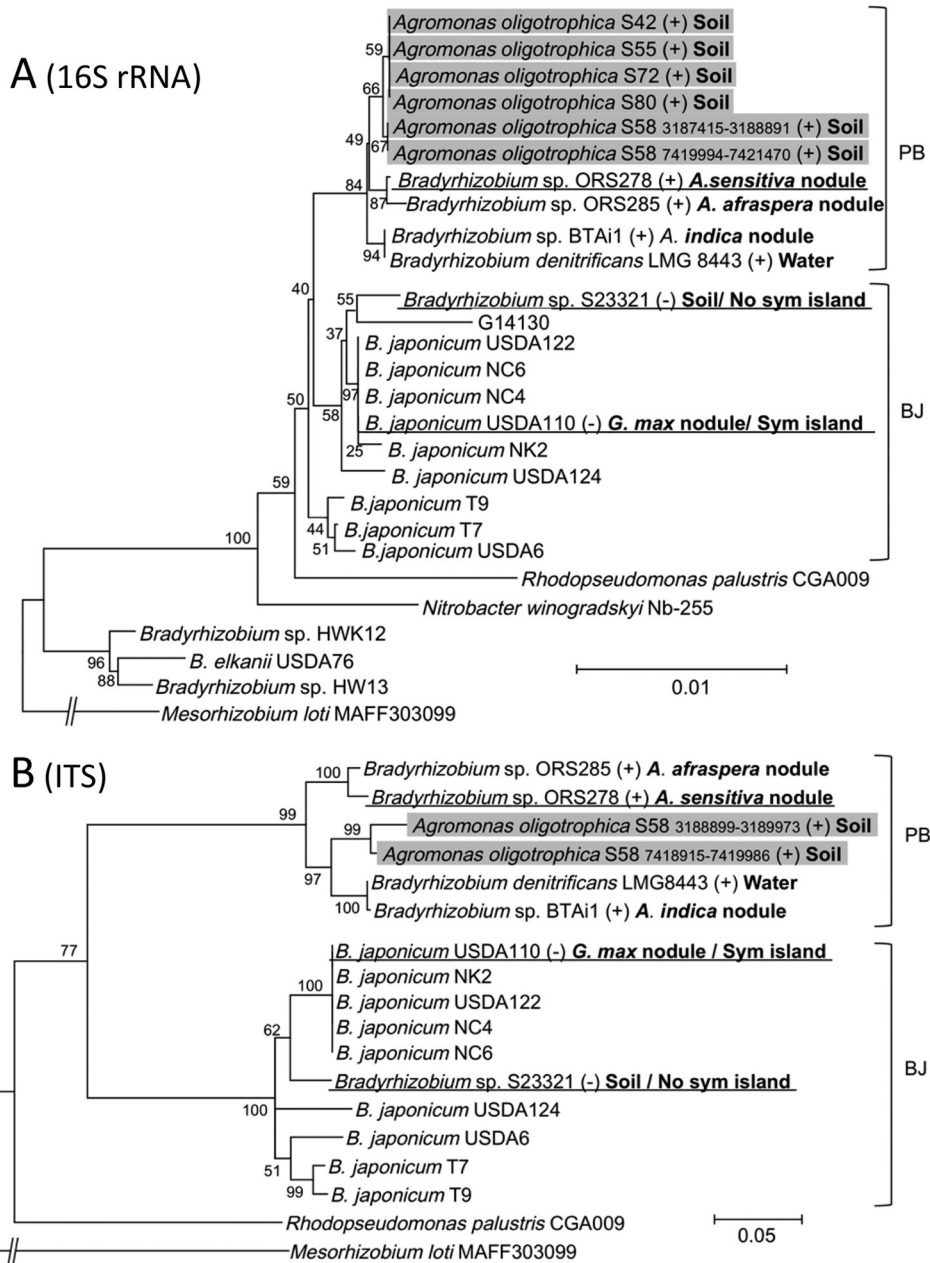 A (16S rRNA)
Agromonas oligotrophica S42 (+) Soil
59
Agromonas oligotrophica S55 (+) Soil
Agromonas oligotrophica S72 (+) Soil
66
Agromonas oligotrophica S80 (+) Soil
Agromonas oligotrophica S58 3187415-3188891 (+) Soil
49
67
Agromonas oligotrophica S58 7419994-7421470 (+) Soil
PB
84
Bradyrhizobium sp. ORS278 (+) A.sensitiva nodule
87
Bradyrhizobium sp. ORS285 (+) A. afraspera nodule
Bradyrhizobium sp. BTAi1 (+) A. indica nodule
94
Bradyrhizobium denitrificans LMG 8443 (+) Water
40
55
Bradyrhizobium sp. S23321 (-) Soil/ No sym island
G14130
37
B. japonicum USDA122
B. japonicum NC6
97
B. japonicum NC4
50
58
B. japonicum USDA110 (-) G. max nodule/ Sym island
BJ
25
B. japonicum NK2
B. japonicum USDA124
59
B.japonicum T9
44
B.japonicum T7
100
51
B.japonicum USDA6
Rhodopseudomonas palustris CGA009
Nitrobacter winogradskyi Nb-255
Bradyrhizobium sp. HWK12
96
B. elkanii USDA76
88
Bradyrhizobium sp. HW13
0.01
Mesorhizobium loti MAFF303099
B (ITS)
100
Bradyrhizobium sp. ORS285 (+) A. afraspera nodule
Bradyrhizobium sp. ORS278 (+) A. sensitiva nodule
99
99
Agromonas oligotrophica S58 3188899-3189973 (+) Soil
PB
Agromonas oligotrophica S58 7418915-7419986 (+) Soil
97
Bradyrhizobium denitrificans LMG8443 (+) Water
100
Bradyrhizobium sp. BTAi1 (+) A. indica nodule
77
B. japonicum USDA110 (-) G. max nodule / Sym island
100
B. japonicum NK2
B. japonicum USDA122
62
B. japonicum NC4
B. japonicum NC6
BJ
Bradyrhizobium sp. S23321 (-) Soil / No sym island
100
B. japonicum USDA124
B. japonicum USDA6
51
B. japonicum T7
99
B. japonicum T9
Rhodopseudomonas palustris CGA009
0.05
Mesorhizobium loti MAFF303099